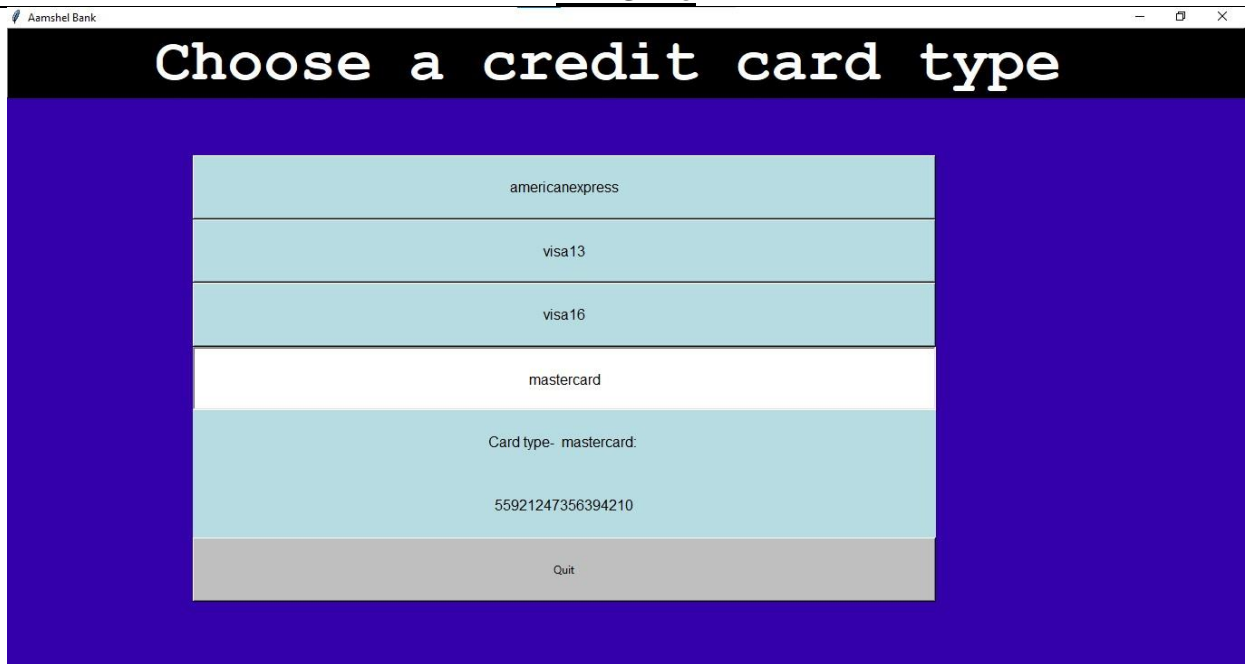 Aamshel Bank
Choose a credit card type
americanexpress
visa13
visa16
mastercard
Card type-  mastercard:
55921247356394210
Quit